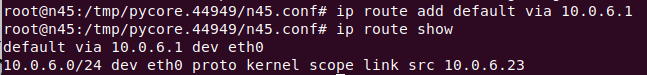 root@n45:/tmp/pycore.44949/n45.conf# ip route add default via 10.0.6.1
root@n45:/tmp/pycore.44949/n45.conf# ip route show
default via 10.0.6.1 dev eth0
10.0.6.0/24 dev eth0 proto kernel scope link src 10.0.6.23